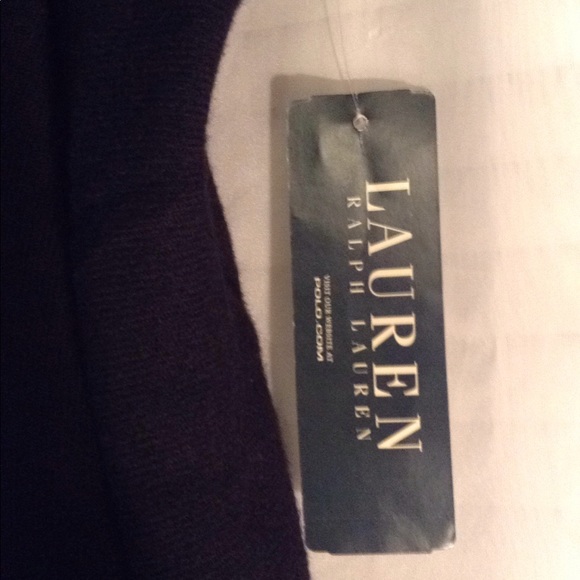 LAUREN
RALPH LAUREN
VISIT OUR WEBSITE AT
POLO.COM